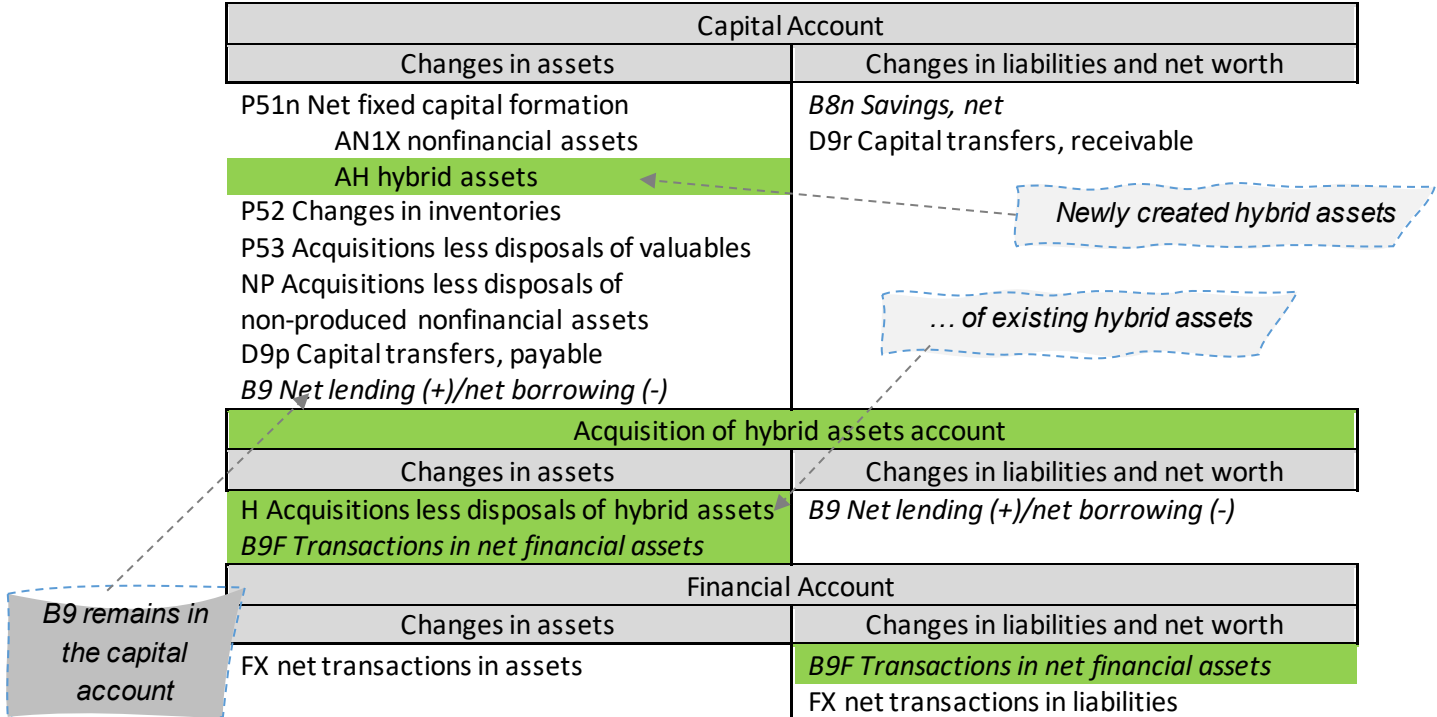 Capital Account
Changes in assets
Changes in liabilities and net worth
P51n Net fixed capital formation
B8n Savings, net
AN1X nonfinancial assets
D9r Capital transfers, receivable
AH hybrid assets
Newly created hybrid assets
P52 Changes in inventories
P53 Acquisitions less disposals of valuables
NP Acquisitions less disposals of
non-produced nonfinancial assets
… of existing hybrid assets
D9p Capital transfers, payable
B9 Net lending (+)/net borrowing (-)
Acquisition of hybrid assets account
Changes in assets
Changes in liabilities and net worth
H Acquisitions less disposals of hybrid assets
B9 Net lending (+)/net borrowing (-)
B9F Transactions in net financial assets
Financial Account
B9 remains in
the capital
account
Changes in assets
Changes in liabilities and net worth
FX net transactions in assets
B9F Transactions in net financial assets
FX net transactions in liabilities